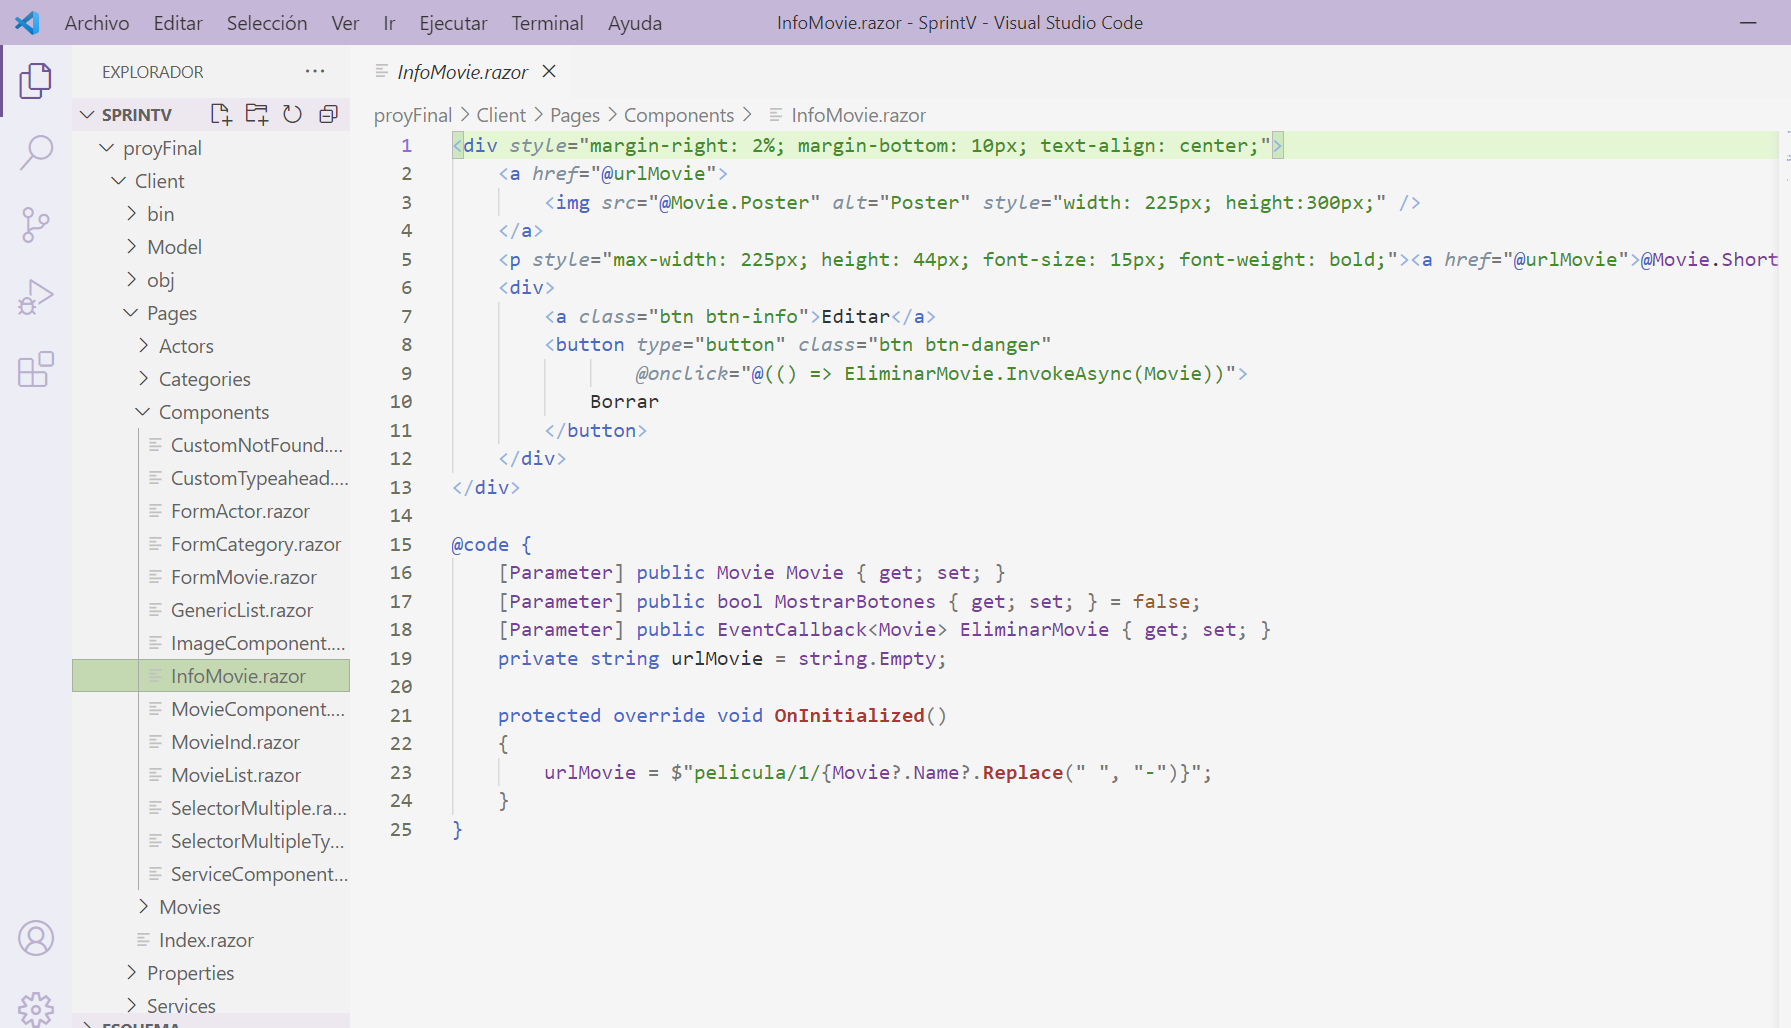 Archivo Editar Selección Ver Ir Ejecutar Terminal Ayuda InfoMovie.razor - SprintV - Visual Studio Code
EXPLORADOR
SPRINTV
proyFinal
Client
bin
Model
obj
Pages
Actors
Categories
Components
CustomNotFound....
CustomTypeahead....
FormActor.razor
FormCategory.razor
FormMovie.razor
GenericList.razor
ImageComponent....
InfoMovie.razor
MovieComponent....
MovieInd.razor
MovieList.razor
SelectorMultiple.ra...
SelectorMultipleTy...
ServiceComponent...
Movies
Index.razor
Properties
Services
ESQUEMA
InfoMovie.razor
proyFinal > Client > Pages > Components > InfoMovie.razor
1 <div style="margin-right: 2%; margin-bottom: 10px; text-align: center;">
2     <a href="@urlMovie">
3         <img src="@Movie.Poster" alt="Poster" style="width: 225px; height:300px;" />
4     </a>
5     <p style="max-width: 225px; height: 44px; font-size: 15px; font-weight: bold;"><a href="@urlMovie">@Movie.Short
6     <div>
7         <a class="btn btn-info">Editar</a>
8         <button type="button" class="btn btn-danger"
9                 @onclick="@(() => EliminarMovie.InvokeAsync(Movie))">
10             Borrar
11         </button>
12     </div>
13 </div>
14
15 @code {
16     [Parameter] public Movie Movie { get; set; }
17     [Parameter] public bool MostrarBotones { get; set; } = false;
18     [Parameter] public EventCallback<Movie> EliminarMovie { get; set; }
19     private string urlMovie = string.Empty;
20
21     protected override void OnInitialized()
22     {
23         urlMovie = $"pelicula/1/{Movie?.Name?.Replace(" ", "-")}";
24     }
25 }